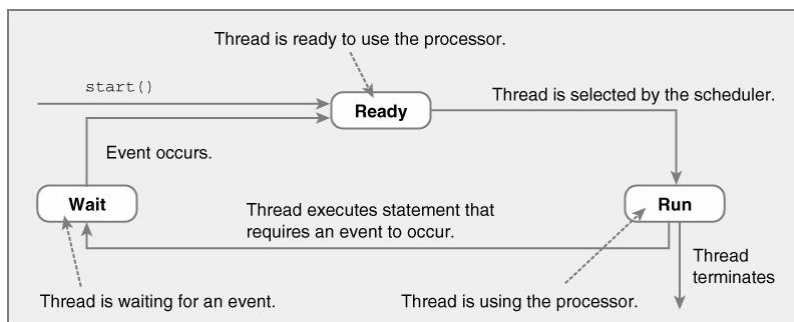 Thread is ready to use the processor.
start()
Ready
Thread is selected by the scheduler.
Event occurs.
Wait
Thread executes statement that
requires an event to occur.
Run
Thread
terminates
Thread is waiting for an event.
Thread is using the processor.